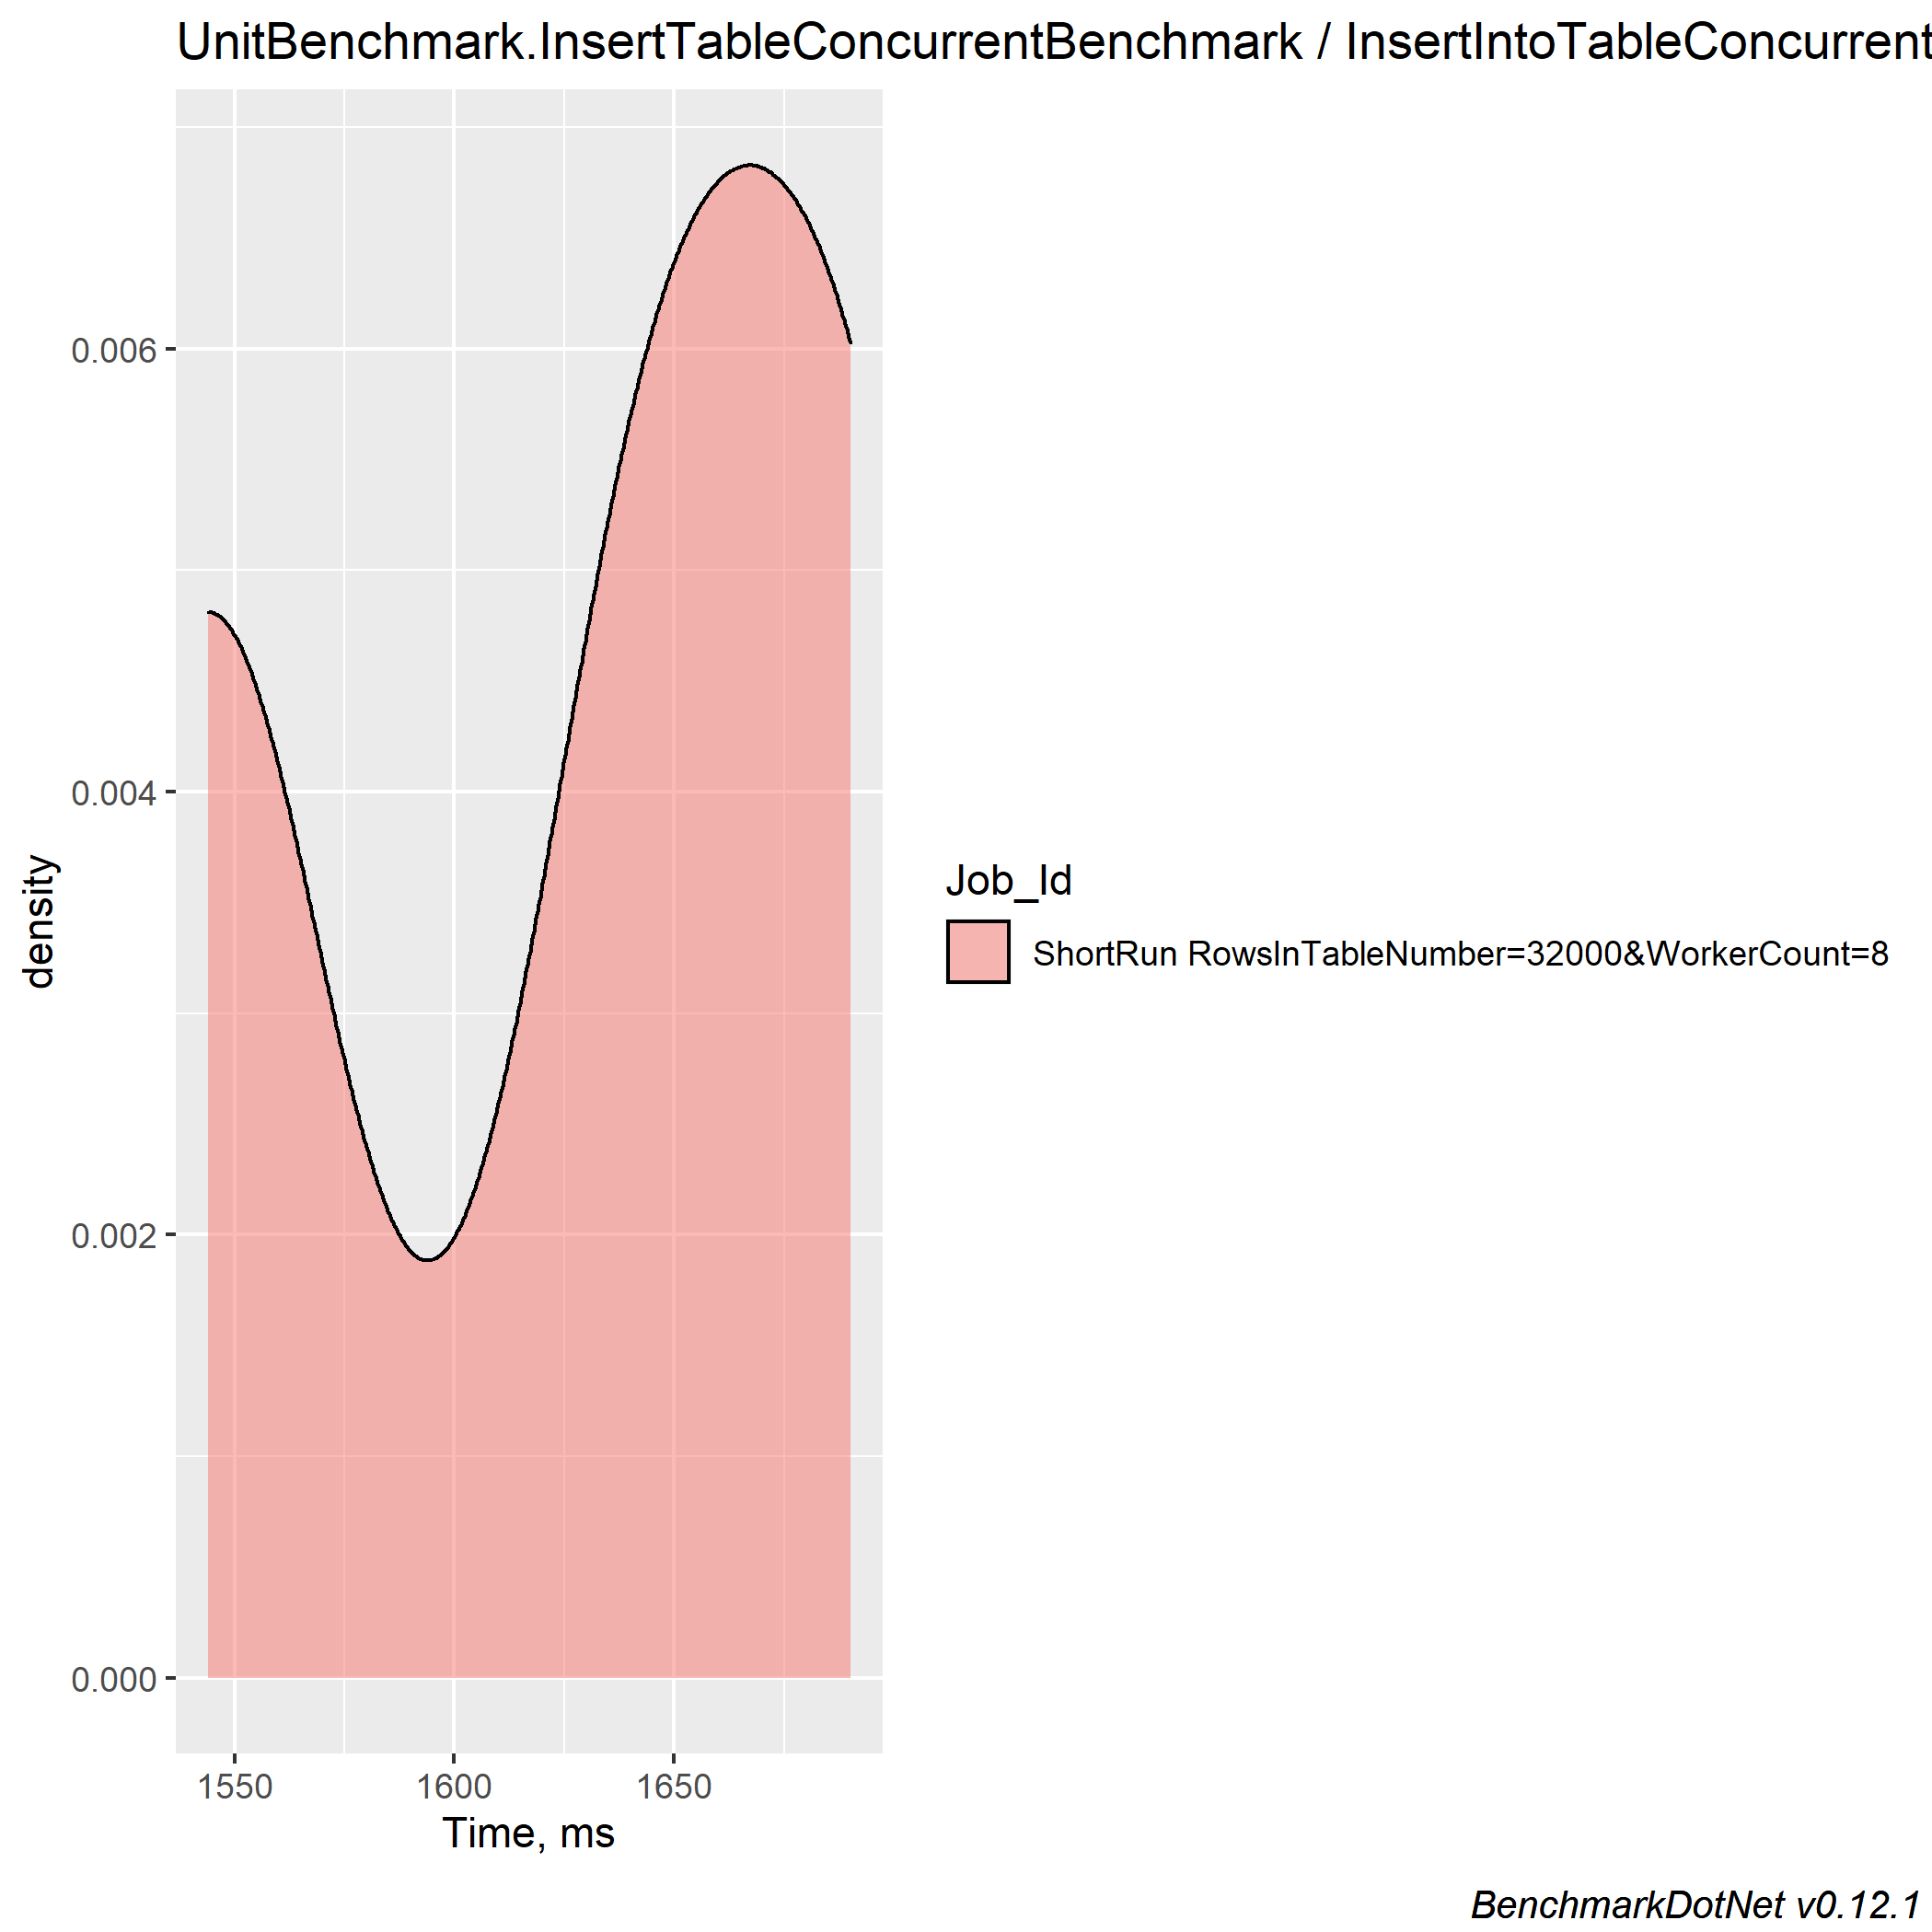 UnitBenchmark.InsertTableConcurrentBenchmark / InsertIntoTableConcurrent
0.006
0.004
0.002
0.000
density
1550 1600 1650
Time, ms
Job_Id
ShortRun RowsInTableNumber=32000&WorkerCount=8
BenchmarkDotNet v0.12.1